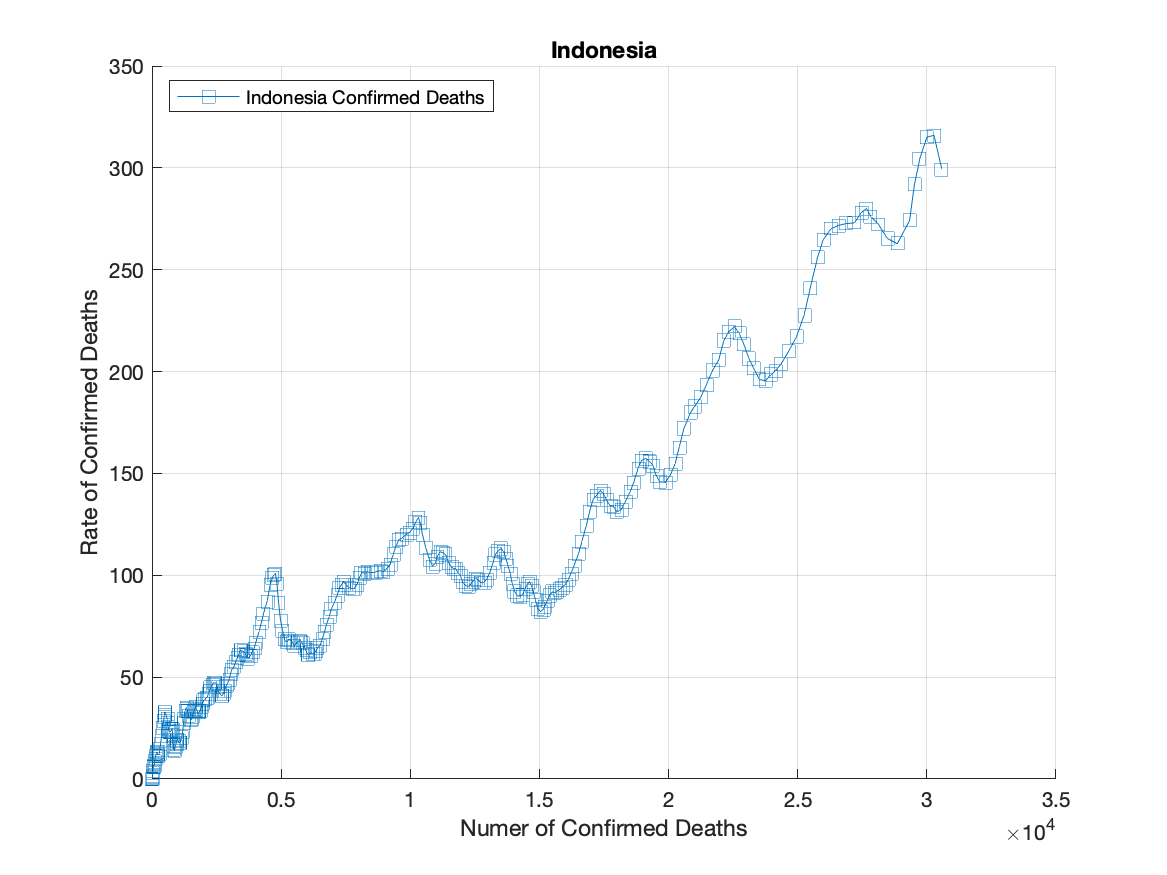 Indonesia
350
Indonesia Confirmed Deaths
300
250
200
150
100
50
0
Rate of Confirmed Deaths
0 0.5 1 1.5 2 2.5 3 3.5
Numer of Confirmed Deaths
×10^4